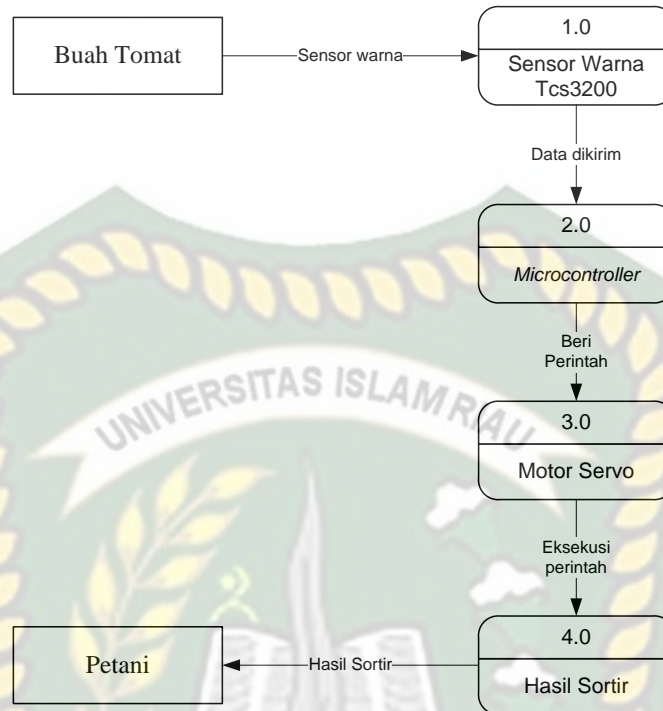 Buah Tomat
Sensor warna
1.0
Sensor Warna
Tcs3200
Data dikirim
2.0
Microcontroller
Beri
Perintah
UNIVERSITAS ISLAM RIAU
3.0
Motor Servo
Eksekusi
perintah
4.0
Hasil Sortir
Hasil Sortir
Petani